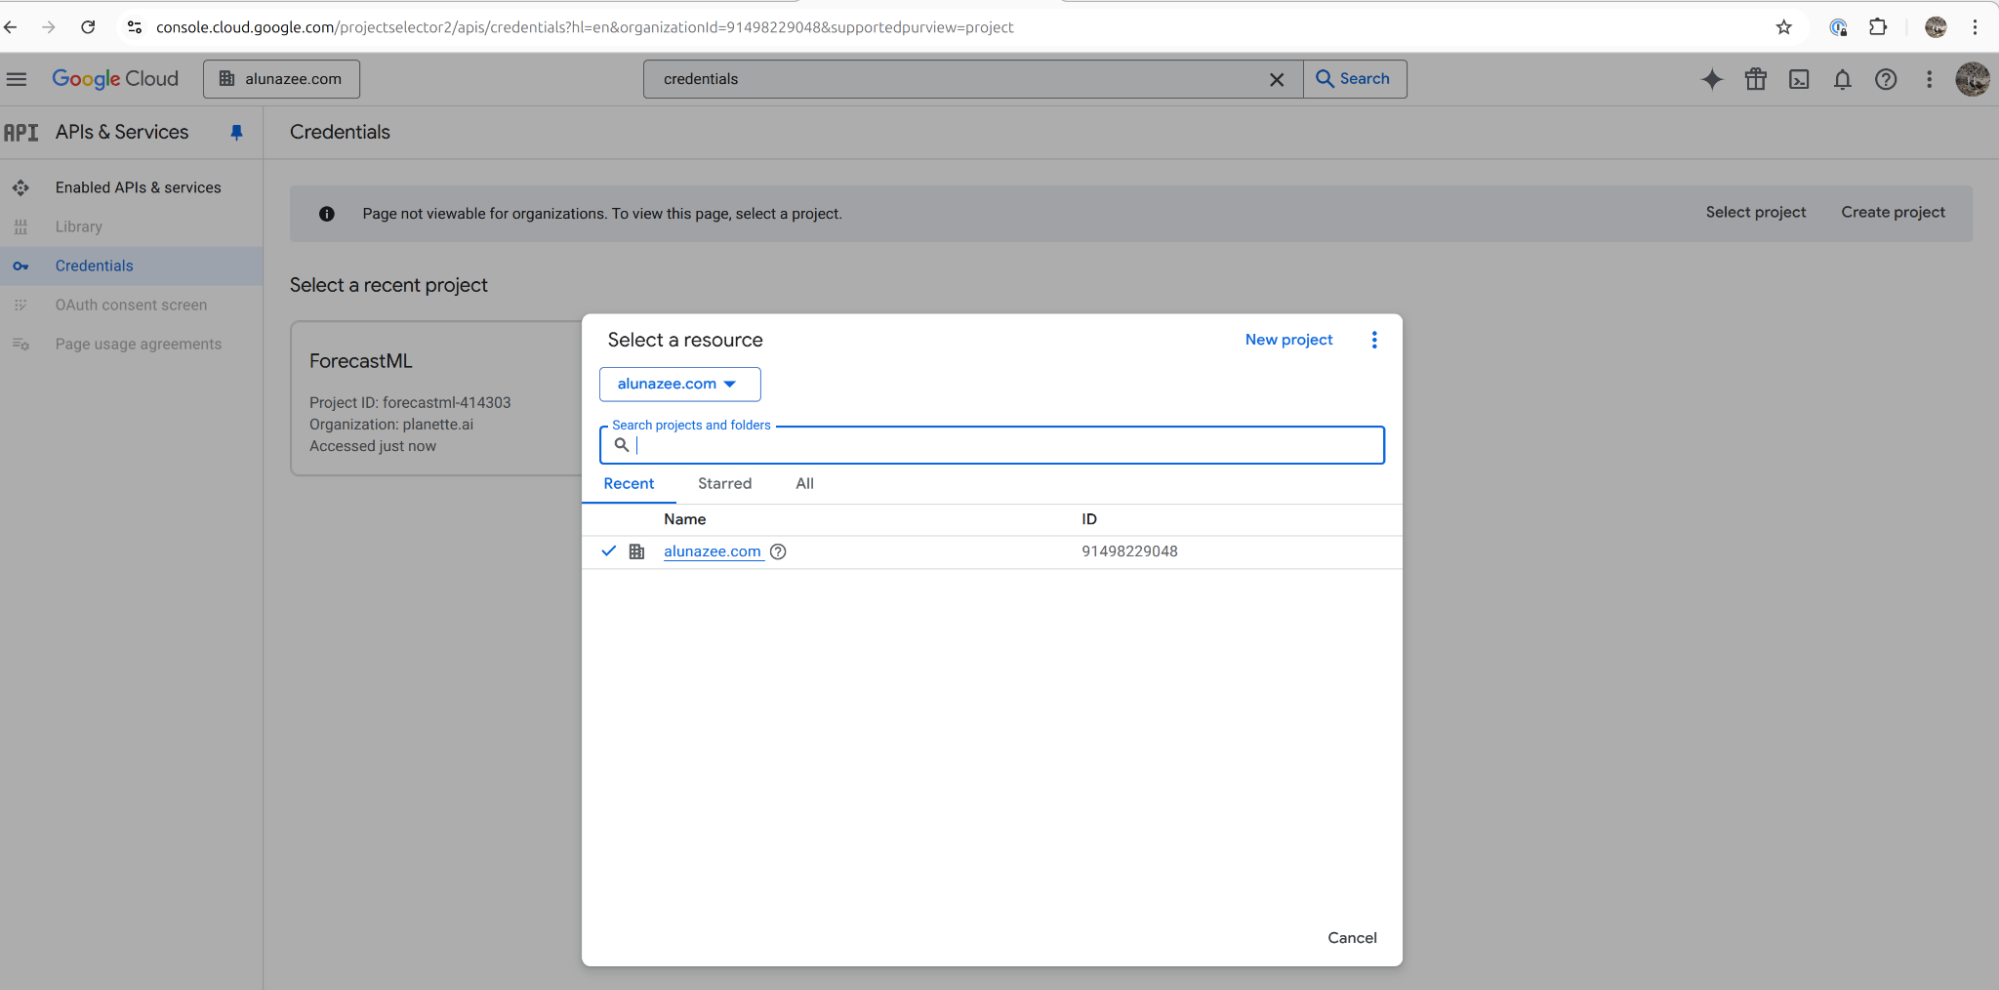 console.cloud.google.com/projectselector2/apis/credentials?hl=en&organizationId=91498229048&supportedpurview=project
Google Cloud
alunazee.com
credentials
Search
API APIs & Services
Credentials
Enabled APIs & services
Library
Credentials
OAuth consent screen
Page usage agreements
Page not viewable for organizations. To view this page, select a project.
Select project
Create project
Select a recent project
ForecastML
Project ID: forecastml-414303
Organization: planette.ai
Accessed just now
Select a resource
New project
alunazee.com
Search projects and folders
Recent Starred All
Name ID
alunazee.com 91498229048
Cancel